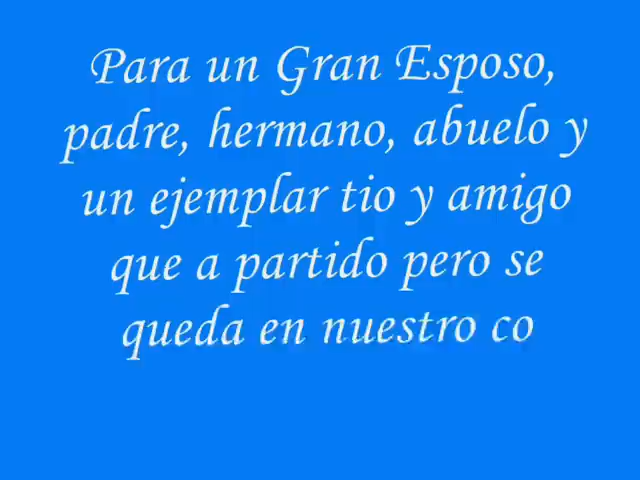 Para un Gran Esposo,
padre, hermano, abuelo y
un ejemplar tio y amigo
que a partido pero se
queda en nuestro co